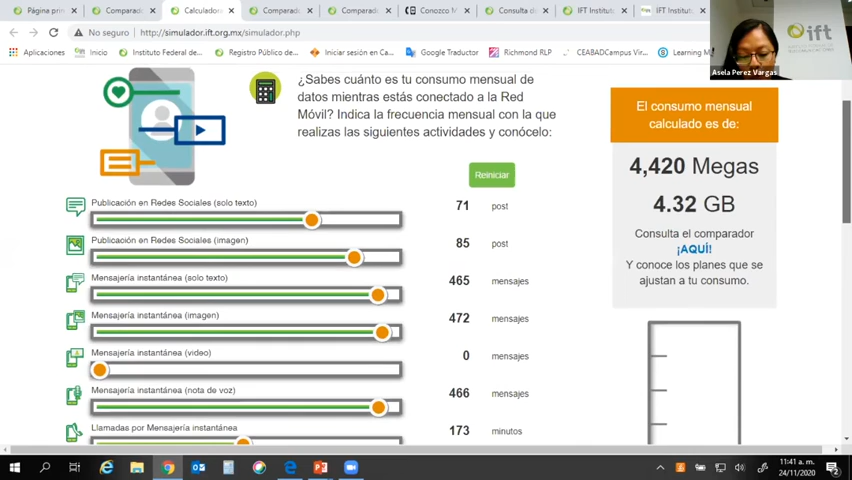 Página prin
Comparado
Calculadora
Comparado
Comparado
Conozco M
Consulta de
IFT Institut
IFT Institut
No seguro
http://simulador.ift.org.mx/simulador.php
Aplicaciones
Inicio
Instituto Federal de...
Registro Público de...
Iniciar sesión en Ca...
Google Traductor
Richmond RLP
CEABADCampus Vir...
Learning M
ift
Asela Perez Vargas
¿Sabes cuánto es tu consumo mensual de
datos mientras estás conectado a la Red
Móvil? Indica la frecuencia mensual con la que
realizas las siguientes actividades y conócelo:
Reiniciar
Publicación en Redes Sociales (solo texto)
71 post
Publicación en Redes Sociales (imagen)
85 post
Mensajería instantánea (solo texto)
465 mensajes
Mensajería instantánea (imagen)
472 mensajes
Mensajería instantánea (video)
0 mensajes
Mensajería instantánea (nota de voz)
466 mensajes
Llamadas por Mensajería instantánea
173 minutos
El consumo mensual
calculado es de:
4,420 Megas
4.32 GB
Consulta el comparador
¡AQUÍ!
Y conoce los planes que se
ajustan a tu consumo.
11:41 a. m.
24/11/2020
2